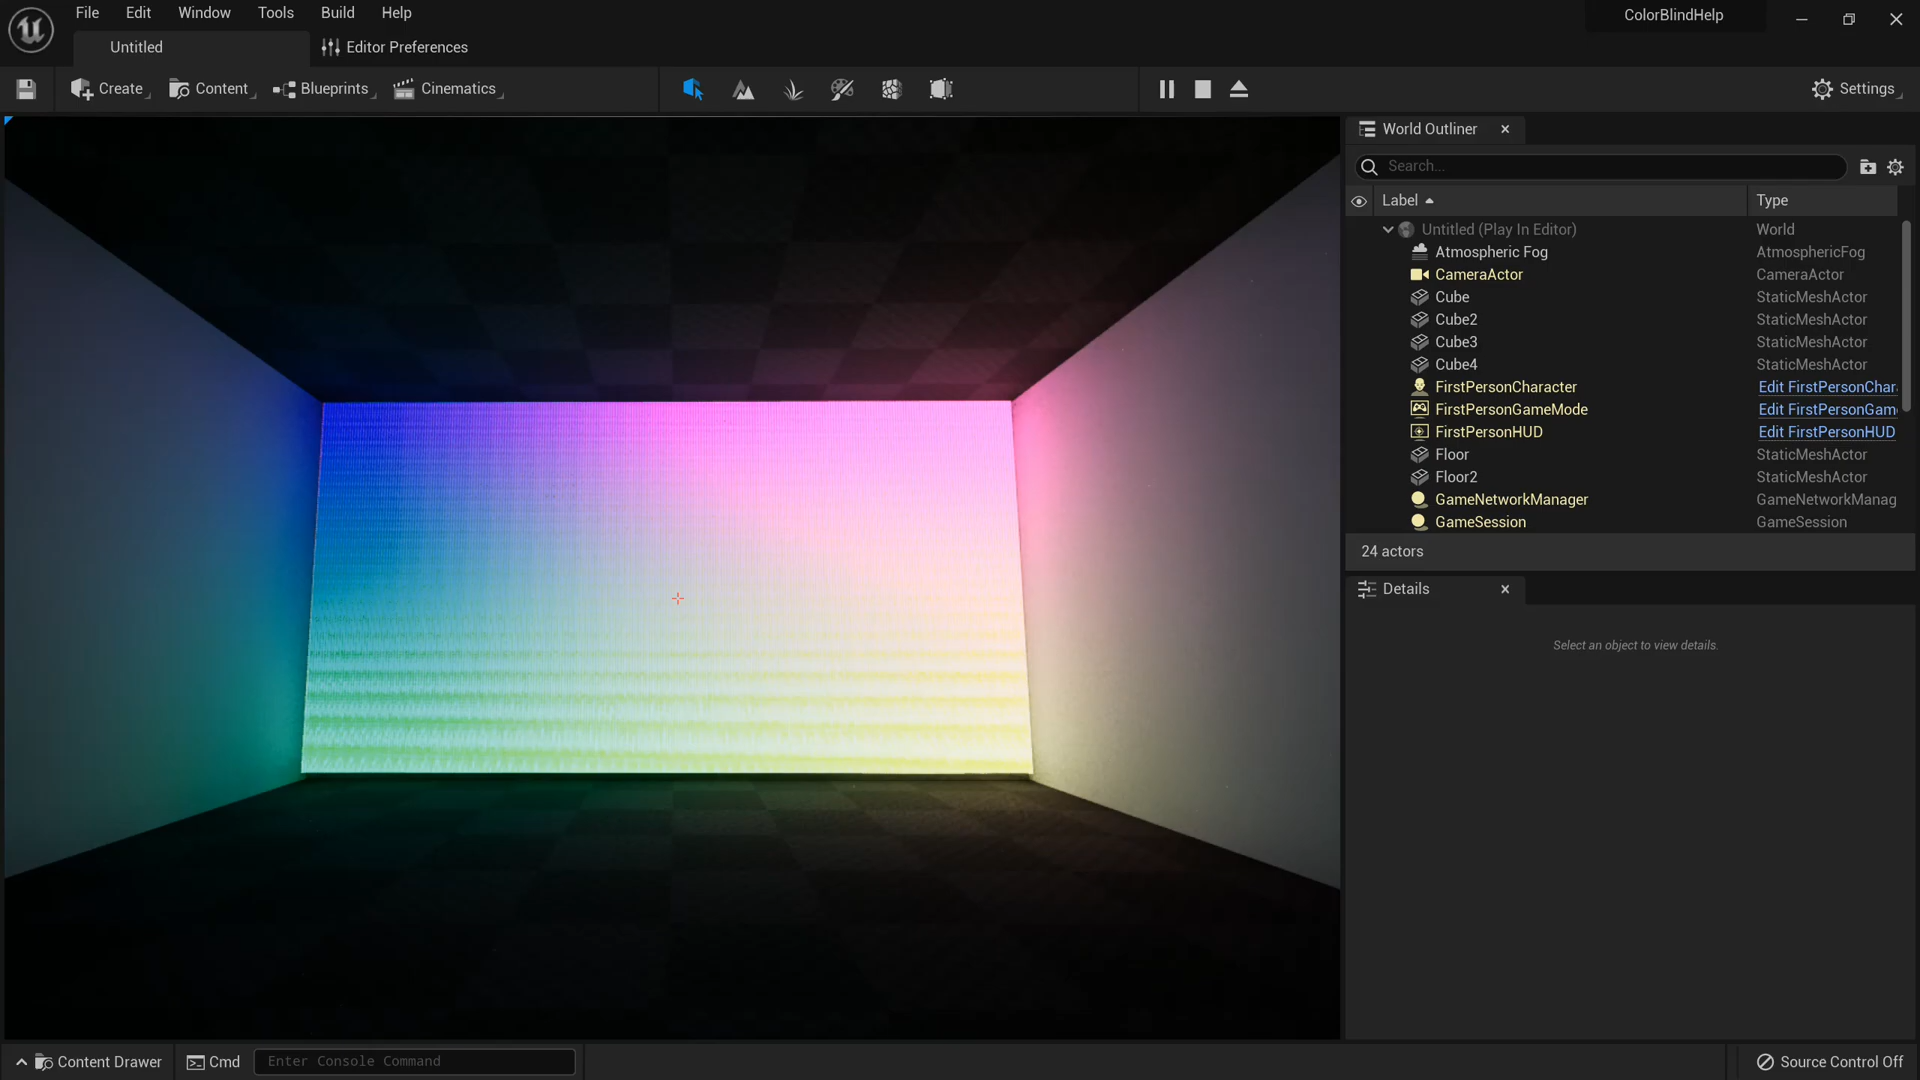 File Edit Window Tools Build Help ColorBlindHelp
Untitled Editor Preferences
Create Content Blueprints Cinematics Settings
World Outliner
Search...
Label Type
Untitled (Play In Editor) World
Atmospheric Fog AtmosphericFog
CameraActor CameraActor
Cube StaticMeshActor
Cube2 StaticMeshActor
Cube3 StaticMeshActor
Cube4 StaticMeshActor
FirstPersonCharacter Edit FirstPersonChar
FirstPersonGameMode Edit FirstPersonGam
FirstPersonHUD Edit FirstPersonHUD
Floor StaticMeshActor
Floor2 StaticMeshActor
GameNetworkManager GameNetworkManag
GameSession GameSession
24 actors
Details
Select an object to view details.
Content Drawer Cmd Enter Console Command Source Control Off